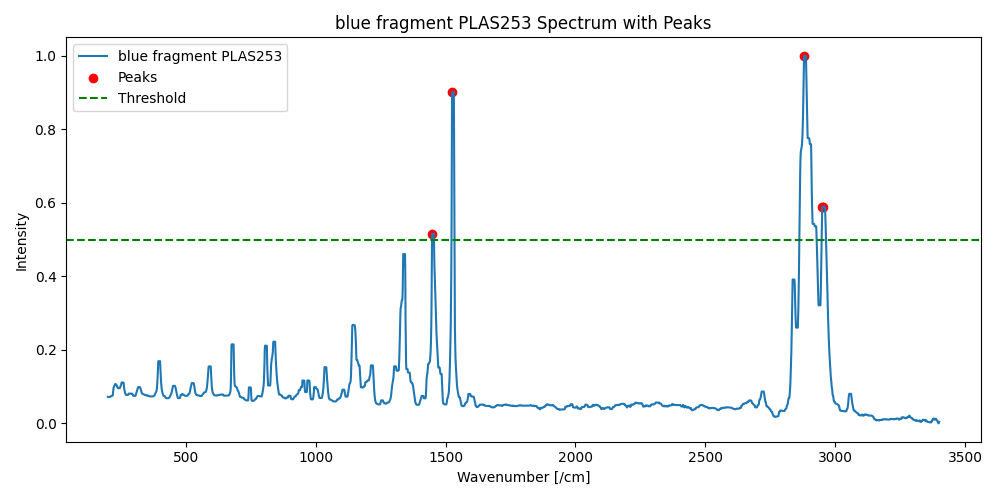 blue fragment PLAS253 Spectrum with Peaks
blue fragment PLAS253
Peaks
Threshold
Intensity
1.0
0.8
0.6
0.4
0.2
0.0
500 1000 1500 2000 2500 3000 3500
Wavenumber [/cm]